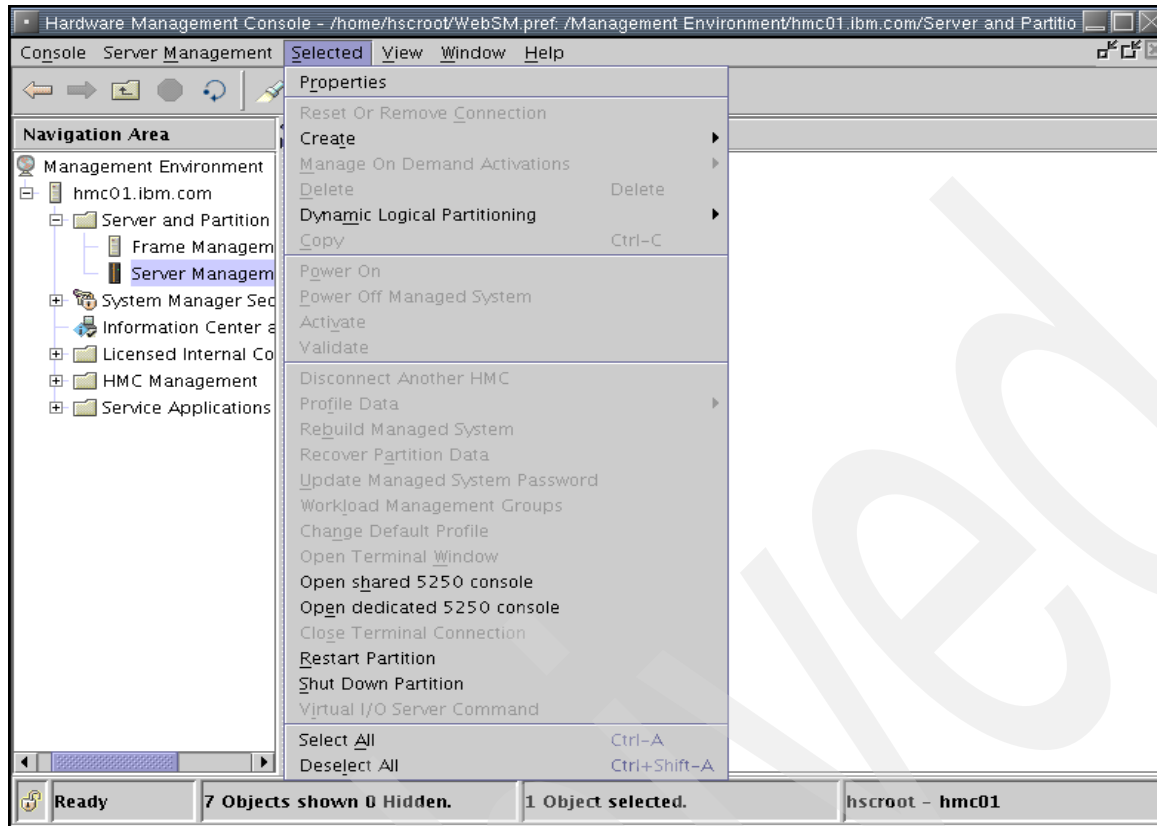 Hardware Management Console - /home/hscroot/WebSM.pref: /Management Environment/hmc01.ibm.com/Server and Partitio
Console Server Management Selected View Window Help
Navigation Area
Management Environment
hmc01.ibm.com
Server and Partition
Frame Managem
Server Managem
System Manager Sec
Information Center a
Licensed Internal Co
HMC Management
Service Applications
Properties
Reset Or Remove Connection
Create
Manage On Demand Activations
Delete Delete
Dynamic Logical Partitioning
Copy Ctrl-C
Power On
Power Off Managed System
Activate
Validate
Disconnect Another HMC
Profile Data
Rebuild Managed System
Recover Partition Data
Update Managed System Password
Workload Management Groups
Change Default Profile
Open Terminal Window
Open shared 5250 console
Open dedicated 5250 console
Close Terminal Connection
Restart Partition
Shut Down Partition
Virtual I/O Server Command
Select All Ctrl-A
Deselect All Ctrl+Shift-A
Ready 7 Objects shown 0 Hidden. 1 Object selected. hscroot - hmc01